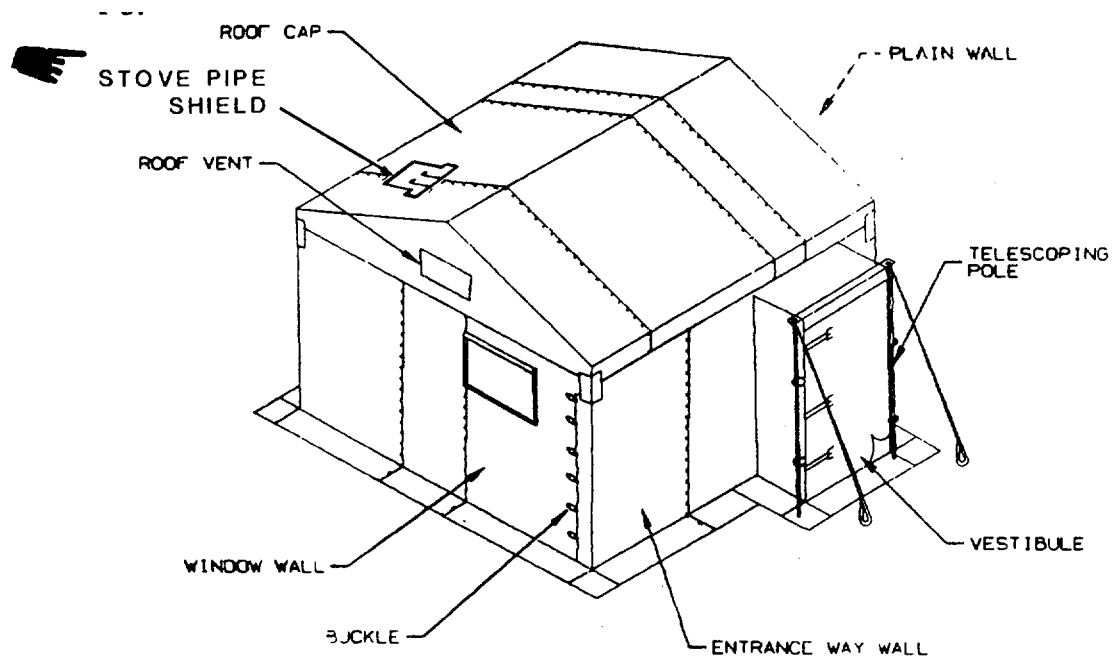 ROOF CAP
PLAIN WALL
STOVE PIPE
SHIELD
ROOF VENT
TELESCOPING
POLE
WINDOW WALL
VESTIBULE
BUCKLE
ENTRANCE WAY WALL